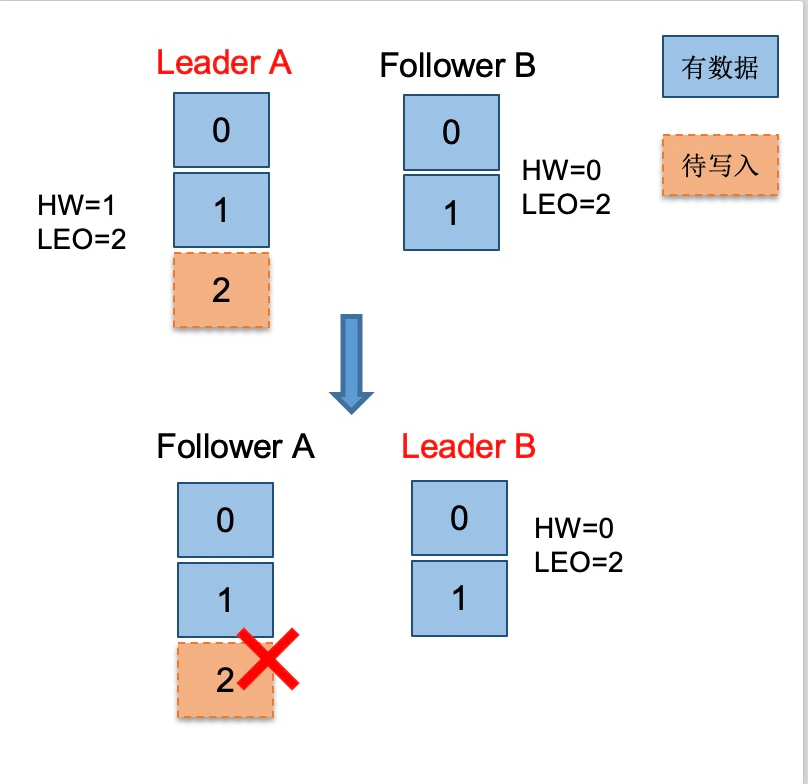 Leader A
Follower B
有数据
0
0
待写入
HW=0
LEO=2
HW=1
LEO=2
1
1
2
Follower A
Leader B
0
0
HW=0
LEO=2
1
1
2